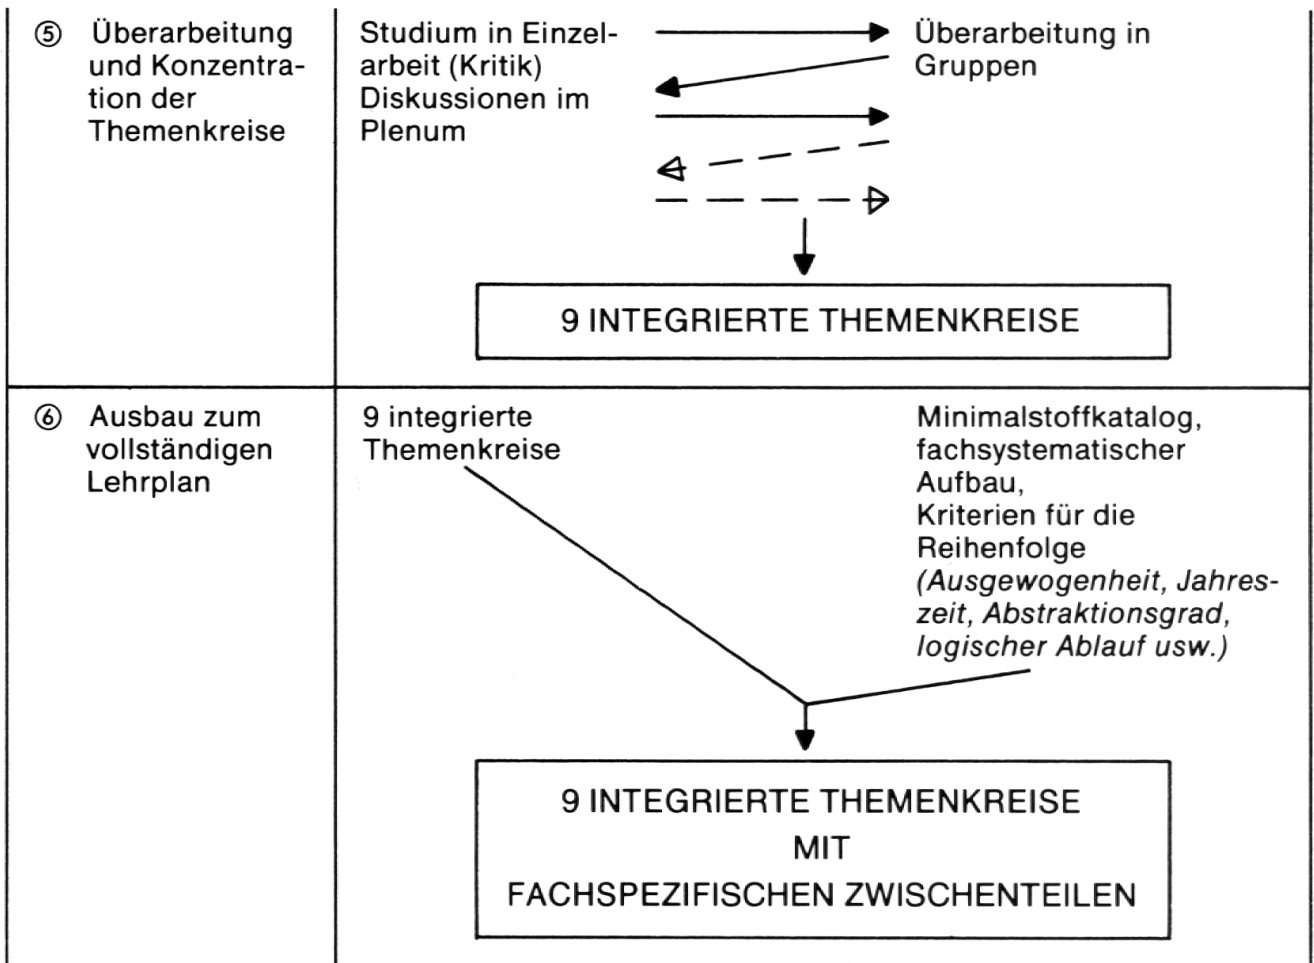 ⑤ Überarbeitung
und Konzentra-
tion der
Themenkreise
Studium in Einzel-
arbeit (Kritik)
Diskussionen im
Plenum
Überarbeitung in
Gruppen
9 INTEGRIERTE THEMENKREISE
⑥ Ausbau zum
vollständigen
Lehrplan
9 integrierte
Themenkreise
Minimalstoffkatalog,
fachsystematischer
Aufbau,
Kriterien für die
Reihenfolge
(Ausgewogenheit, Jahres-
zeit, Abstraktionsgrad,
logischer Ablauf usw.)
9 INTEGRIERTE THEMENKREISE
MIT
FACHSPEZIFISCHEN ZWISCHENTEILEN